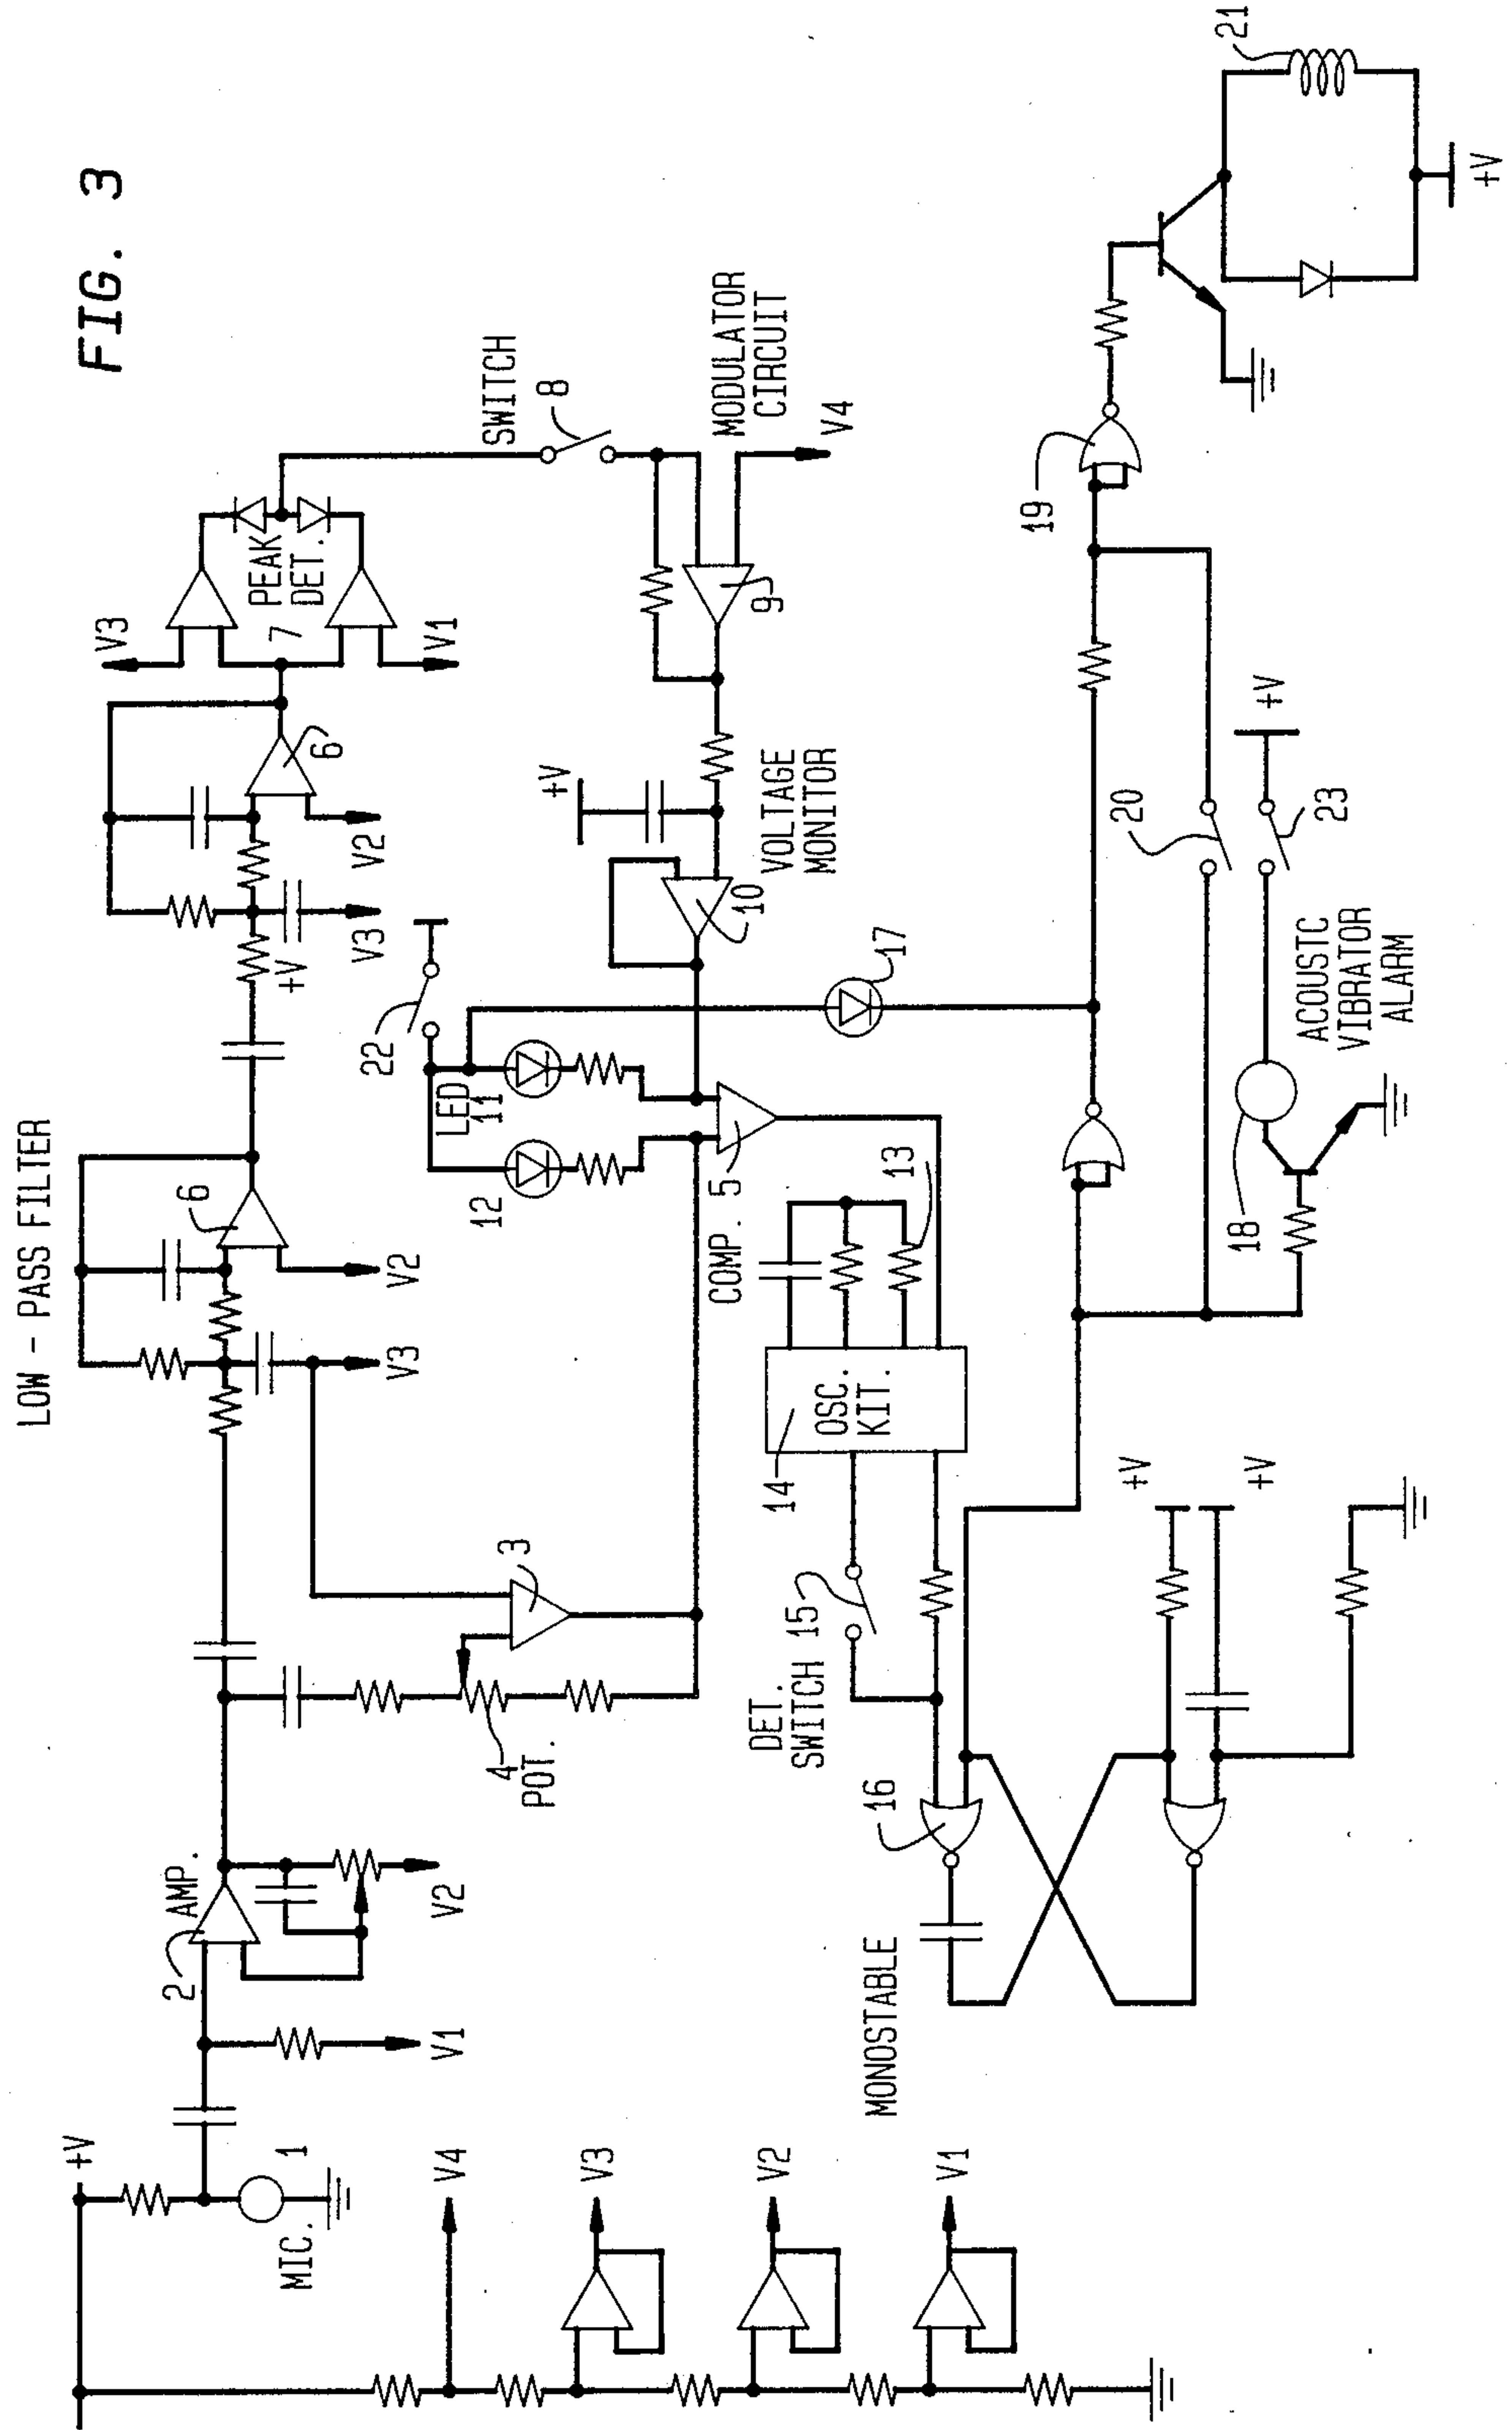 FIG. 3
LOW - PASS FILTER
+V
MIC.
1
2
AMP.
V1
V2
4
POT.
3
V3
6
V2
+V
V3
6
V2
V3
7
PEAK
DET.
V1
SWITCH
8
MODULATOR
CIRCUIT
V4
9
+V
VOLTAGE
MONITOR
10
22
LED
11
12
17
COMP. 5
13
14
OSC.
KIT.
DET.
SWITCH 15
16
MONOSTABLE
+V
+V
18
ACOUSTC
VIBRATOR
ALARM
20
23
+V
19
21
+V
V4
V3
V2
V1